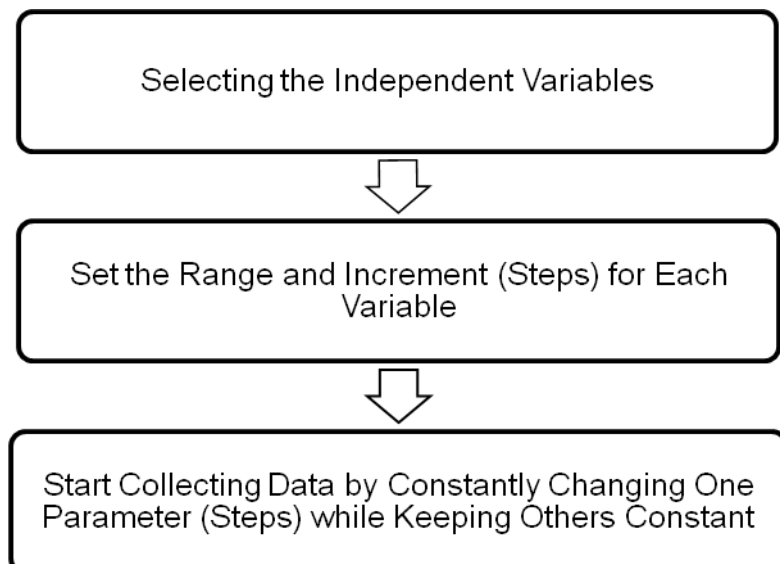 Selecting the Independent Variables
Set the Range and Increment (Steps) for Each
Variable
Start Collecting Data by Constantly Changing One
Parameter (Steps) while Keeping Others Constant